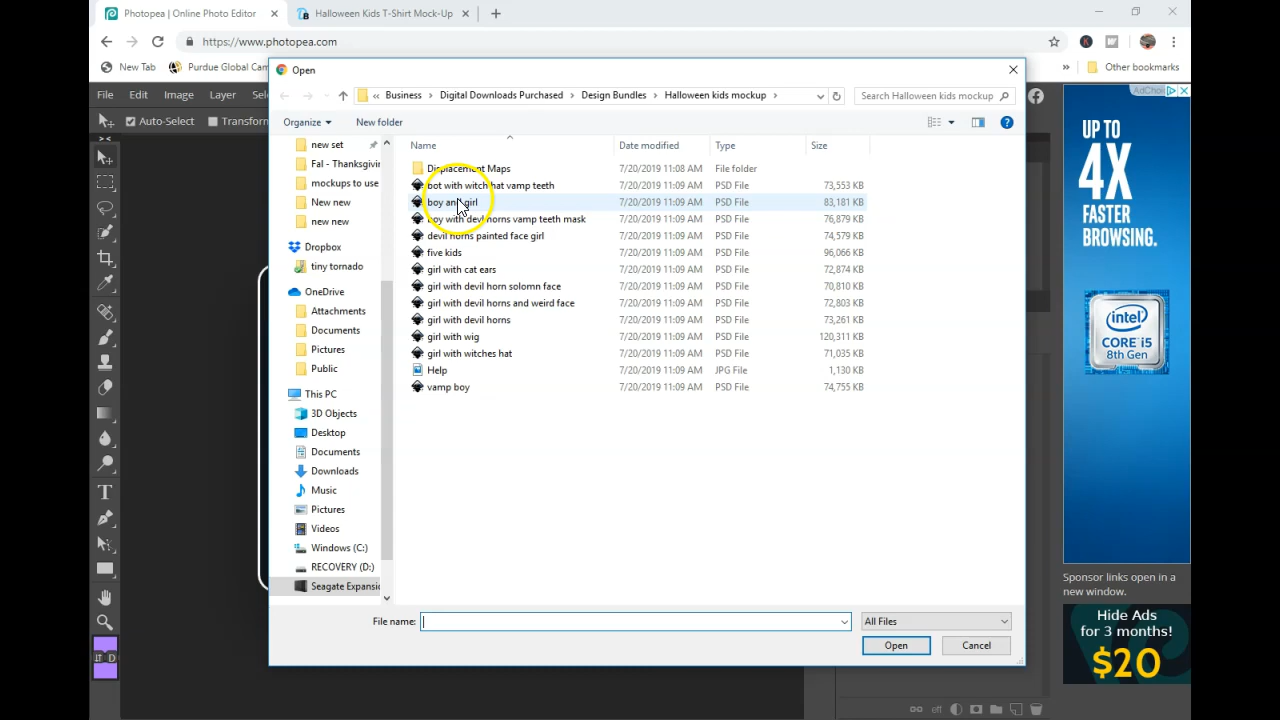 Photopea | Online Photo Editor
Halloween Kids T-Shirt Mock-Up
https://www.photopea.com
New Tab
Purdue Global Cam
Other bookmarks
File Edit Image Layer Sel
Auto-Select
Transform
Open
Business > Digital Downloads Purchased > Design Bundles > Halloween kids mockup >
Search Halloween kids mockup
Organize
New folder
Name Date modified Type Size
Displacement Maps 7/20/2019 11:08 AM File folder
bot with witch hat vamp teeth 7/20/2019 11:09 AM PSD File 73,553 KB
boy and girl 7/20/2019 11:09 AM PSD File 83,181 KB
boy with devil horns vamp teeth mask 7/20/2019 11:09 AM PSD File 76,879 KB
devil horns painted face girl 7/20/2019 11:09 AM PSD File 74,579 KB
five kids 7/20/2019 11:09 AM PSD File 96,066 KB
girl with cat ears 7/20/2019 11:09 AM PSD File 72,874 KB
girl with devil horn solomn face 7/20/2019 11:09 AM PSD File 70,810 KB
girl with devil horns and weird face 7/20/2019 11:09 AM PSD File 72,803 KB
girl with devil horns 7/20/2019 11:09 AM PSD File 73,261 KB
girl with wig 7/20/2019 11:09 AM PSD File 120,311 KB
girl with witches hat 7/20/2019 11:09 AM PSD File 71,035 KB
Help 7/20/2019 11:09 AM JPG File 1,130 KB
vamp boy 7/20/2019 11:09 AM PSD File 74,755 KB
new set
Fal - Thanksgivir
mockups to use
New new
new new
Dropbox
tiny tornado
OneDrive
Attachments
Documents
Pictures
Public
This PC
3D Objects
Desktop
Documents
Downloads
Music
Pictures
Videos
Windows (C:)
RECOVERY (D:)
Seagate Expansi
File name:
All Files
Open
Cancel
UP TO
4X
FASTER
BROWSING.
intel
CORE i5
8th Gen
Sponsor links open in a
new window.
Hide Ads
for 3 months!
$20
eff